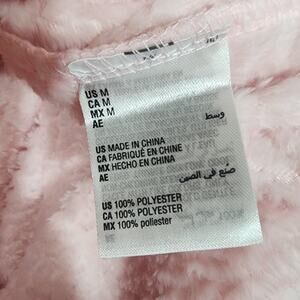 US M
CA M
MX M
AE وسط
US MADE IN CHINA
CA FABRIQUÉ EN CHINE
MX HECHO EN CHINA
AE صنع في الصين
US 100% POLYESTER
CA 100% POLYESTER
MX 100% poliester